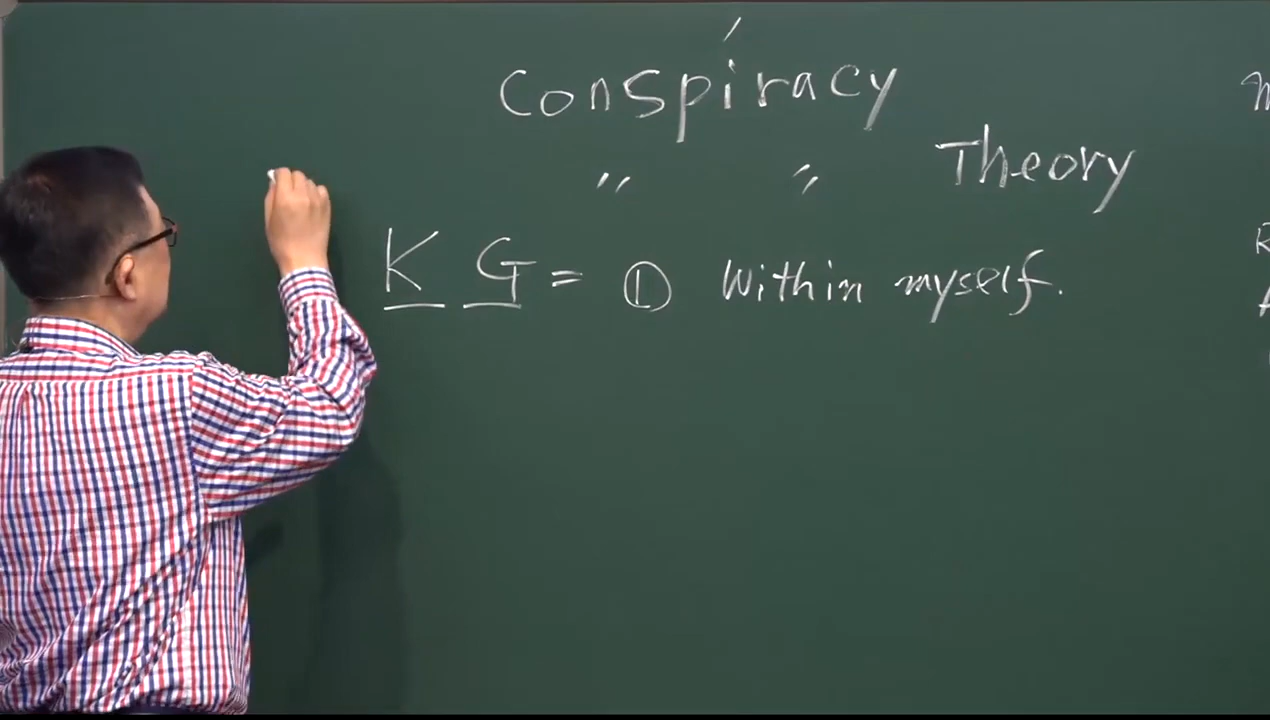 Conspiracy
〃 〃 Theory
K G = ① Within myself.